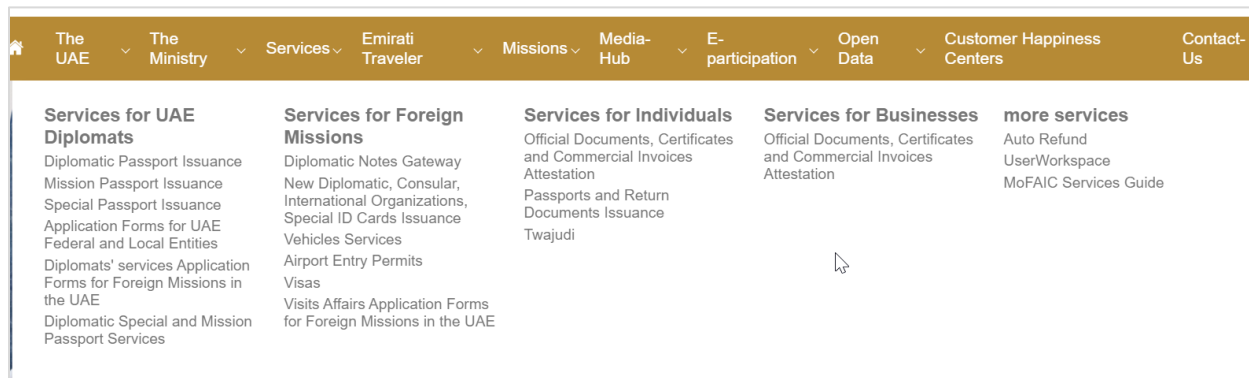 The UAE
The Ministry
Services
Emirati Traveler
Missions
Media-Hub
E-participation
Open Data
Customer Happiness Centers
Contact-Us
Services for UAE
Diplomats
Diplomatic Passport Issuance
Mission Passport Issuance
Special Passport Issuance
Application Forms for UAE
Federal and Local Entities
Diplomats' services Application
Forms for Foreign Missions in
the UAE
Diplomatic Special and Mission
Passport Services
Services for Foreign
Missions
Diplomatic Notes Gateway
New Diplomatic, Consular,
International Organizations,
Special ID Cards Issuance
Vehicles Services
Airport Entry Permits
Visas
Visits Affairs Application Forms
for Foreign Missions in the UAE
Services for Individuals
Official Documents, Certificates
and Commercial Invoices
Attestation
Passports and Return
Documents Issuance
Twajudi
Services for Businesses
Official Documents, Certificates
and Commercial Invoices
Attestation
more services
Auto Refund
UserWorkspace
MoFAIC Services Guide